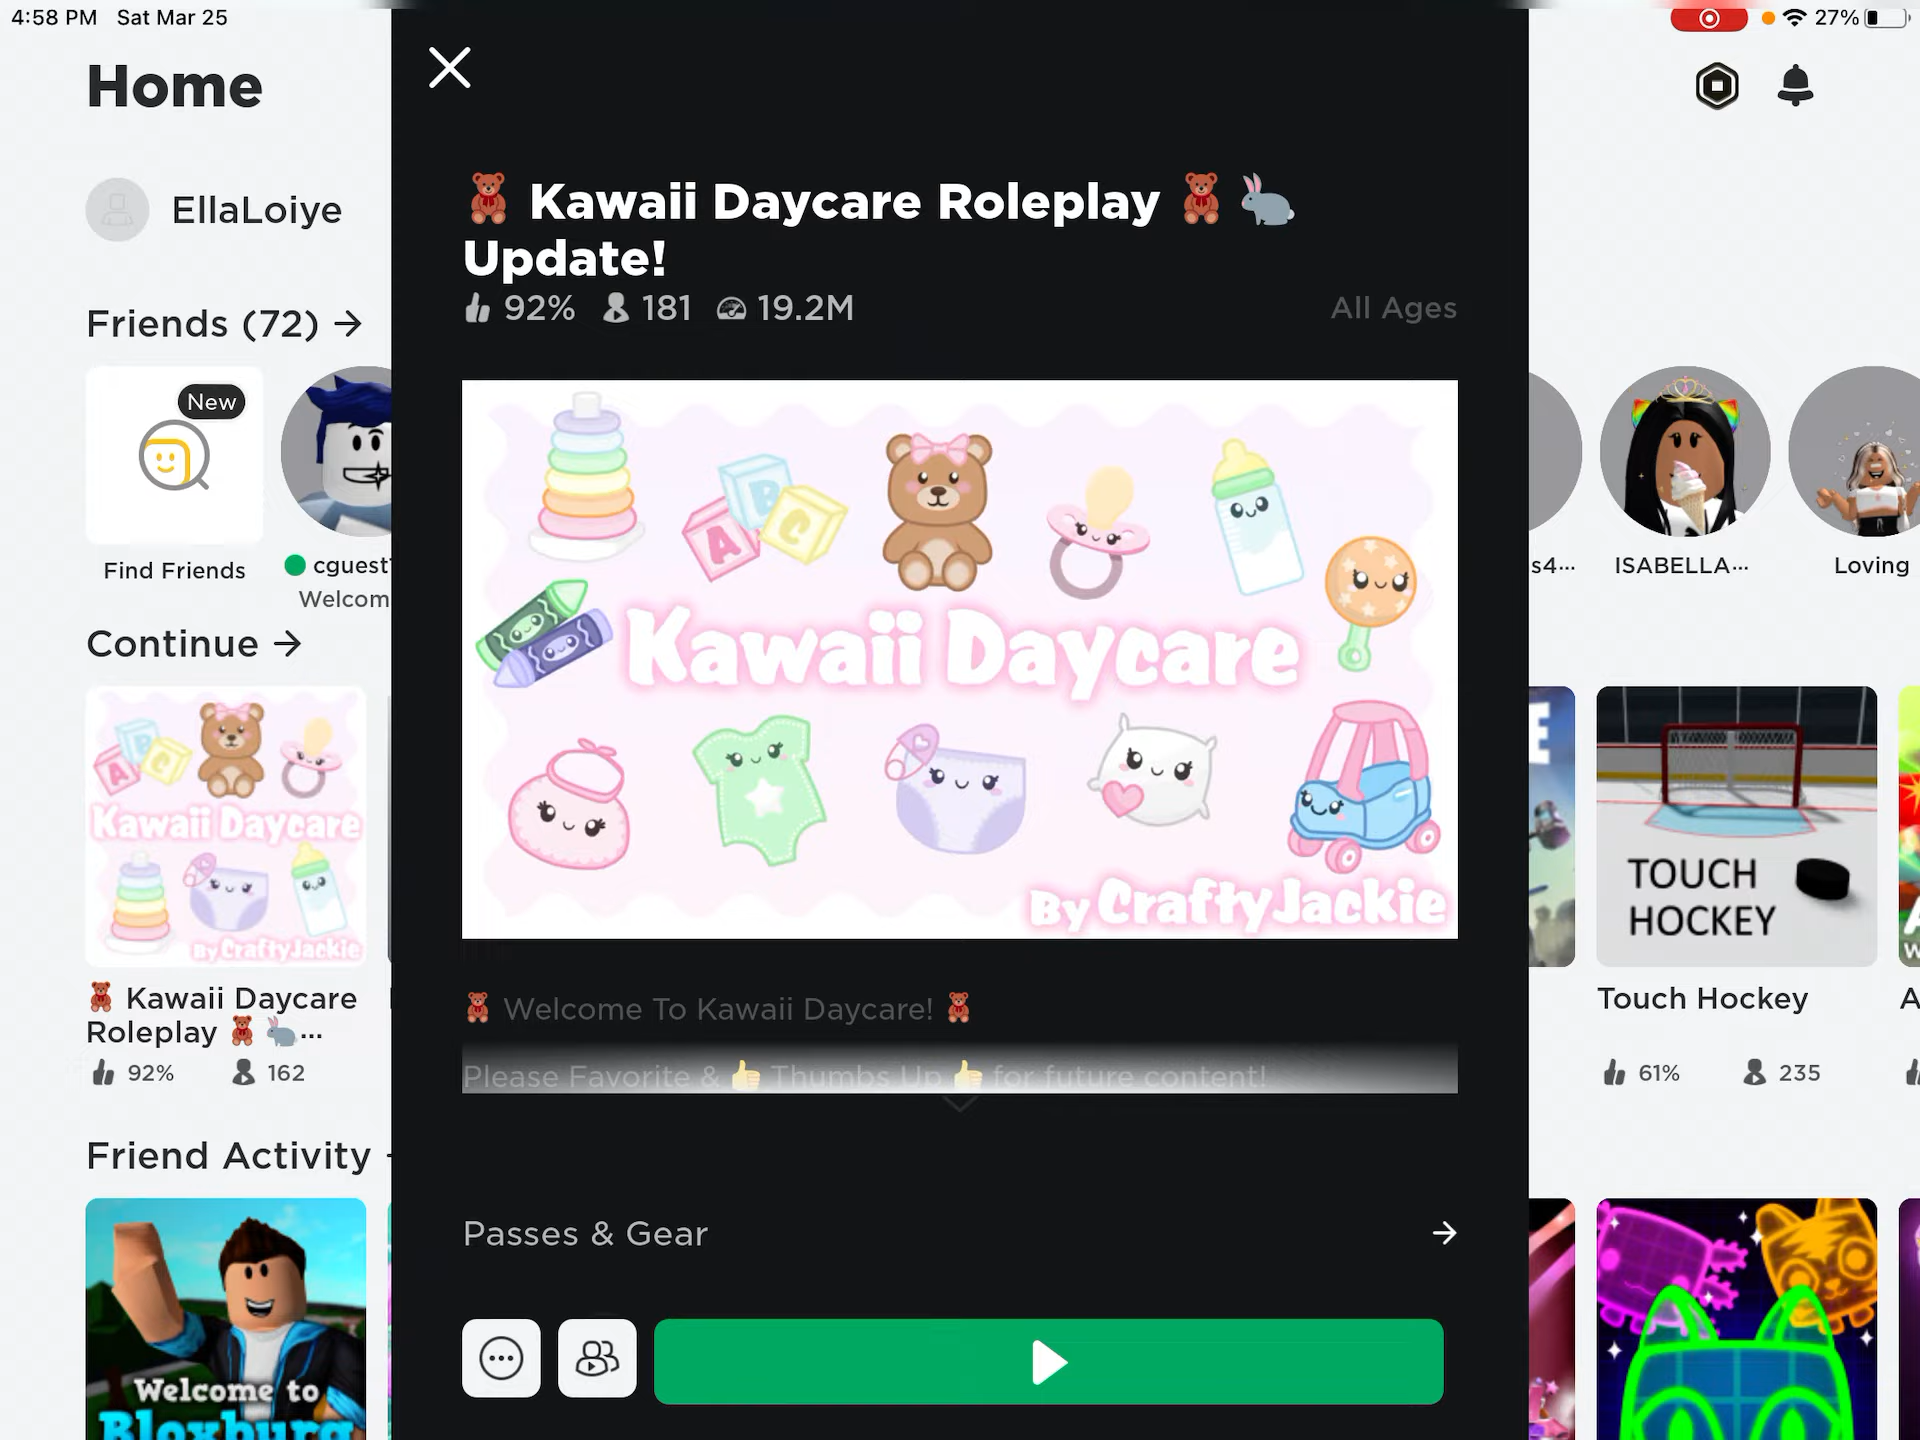 4:58 PM Sat Mar 25
27%
Home
EllaLoiye
Friends (72) →
New
Find Friends
Welcom
s4...
ISABELLA...
Loving
Continue →
A B C
Kawaii Daycare
By CraftyJackie
🧸 Kawaii Daycare
Roleplay 🧸 🐇...
92% 162
Friend Activity
Welcome to
Bloxburg
🧸 Kawaii Daycare Roleplay 🧸 🐇
Update!
92% 181 19.2M
All Ages
A B C
Kawaii Daycare
By CraftyJackie
🧸 Welcome To Kawaii Daycare! 🧸
Please Favorite & 👍 Thumbs Up 👍 for future content!
Passes & Gear →
E
TOUCH
HOCKEY
Touch Hockey
61% 235
A